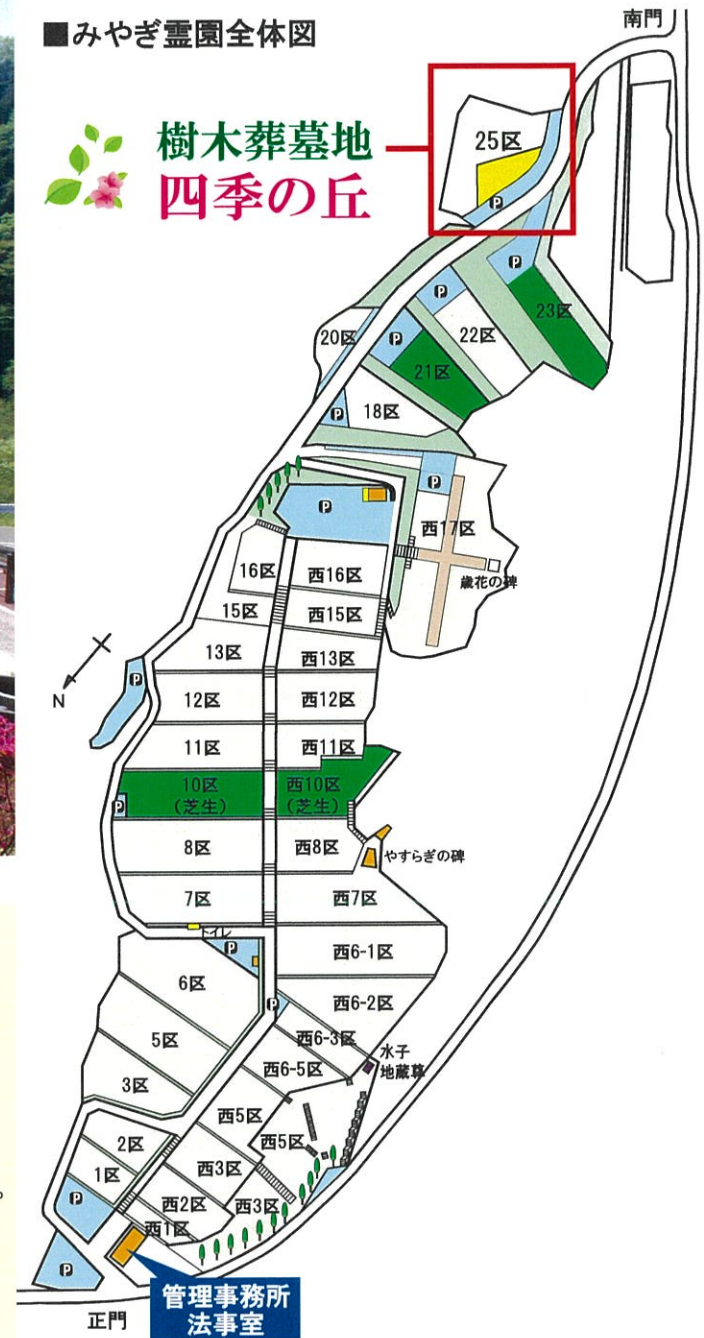 ■みやぎ霊園全体図
南門
樹木葬墓地
四季の丘
25区
P
P
23区
P
22区
20区
P
21区
P
18区
P
P
西17区
歳花の碑
16区
西16区
15区
西15区
13区
西13区
N
P
12区
西12区
11区
西11区
10区
(芝生)
西10区
(芝生)
P
8区
西8区
やすらぎの碑
7区
西7区
トイレ
P
西6-1区
6区
西6-2区
P
5区
西6-3区
水子
地蔵尊
西6-5区
3区
西5区
西5区
2区
1区
西3区
P
西2区
西3区
西1区
P
管理事務所
法事室
正門
。